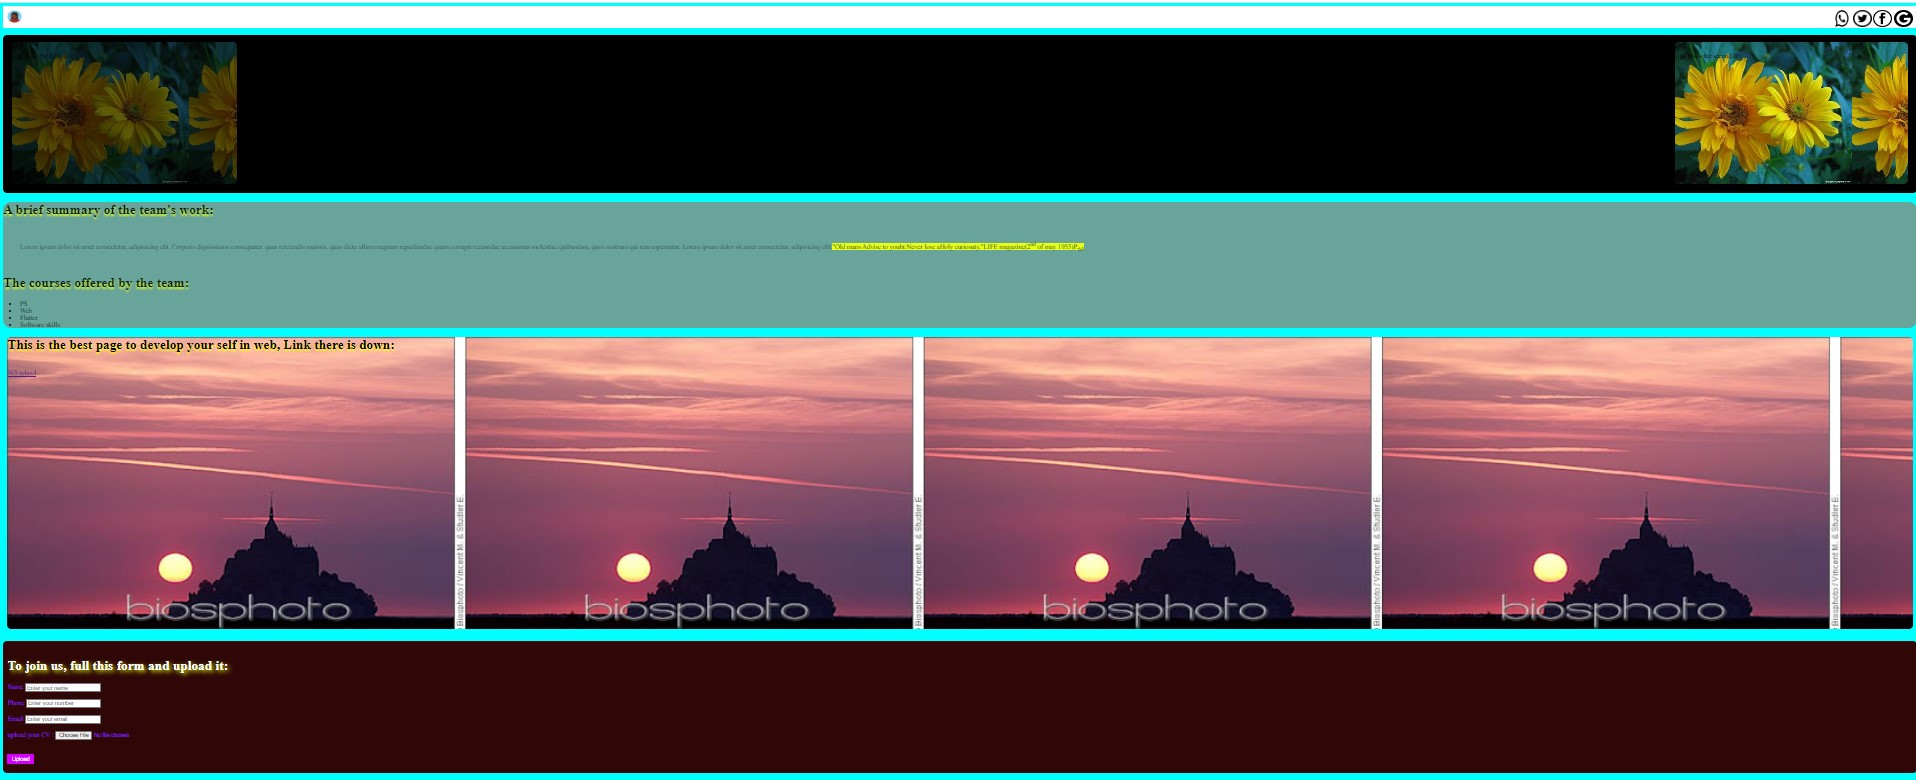 A brief summary of the team's work:
Lorem ipsum dolor sit amet consectetur, adipisicing elit. Corporis dignissimos consequatur, quas reiciendis maioris, quas dicta ullam magnam repudiandae quam corrupti recusandae accusamus molestiae quibusdam, quos nostrum qui rem aspernatur. Lorem ipsum dolor sit amet consectetur, adipisicing elit. "Old mans Advise to youht:Never lose aHoly curiosuty."LIFE magazine(2nd of may 1955)P
The courses offered by the team:
PS
Web
Flutter
Software skills
This is the best page to develop your self in web, Link there is down:
W3 school
© Biosphoto / Vincent M. & Studler E.
© Biosphoto / Vincent M. & Studler E.
© Biosphoto / Vincent M. & Studler E.
© Biosphoto / Vincent M. & Studler E.
biosphoto
biosphoto
biosphoto
biosphoto
To join us, full this form and upload it:
Name Enter your name
Phone Enter your number
Email Enter your email
upload your CV : Choose File No file chosen
Upload